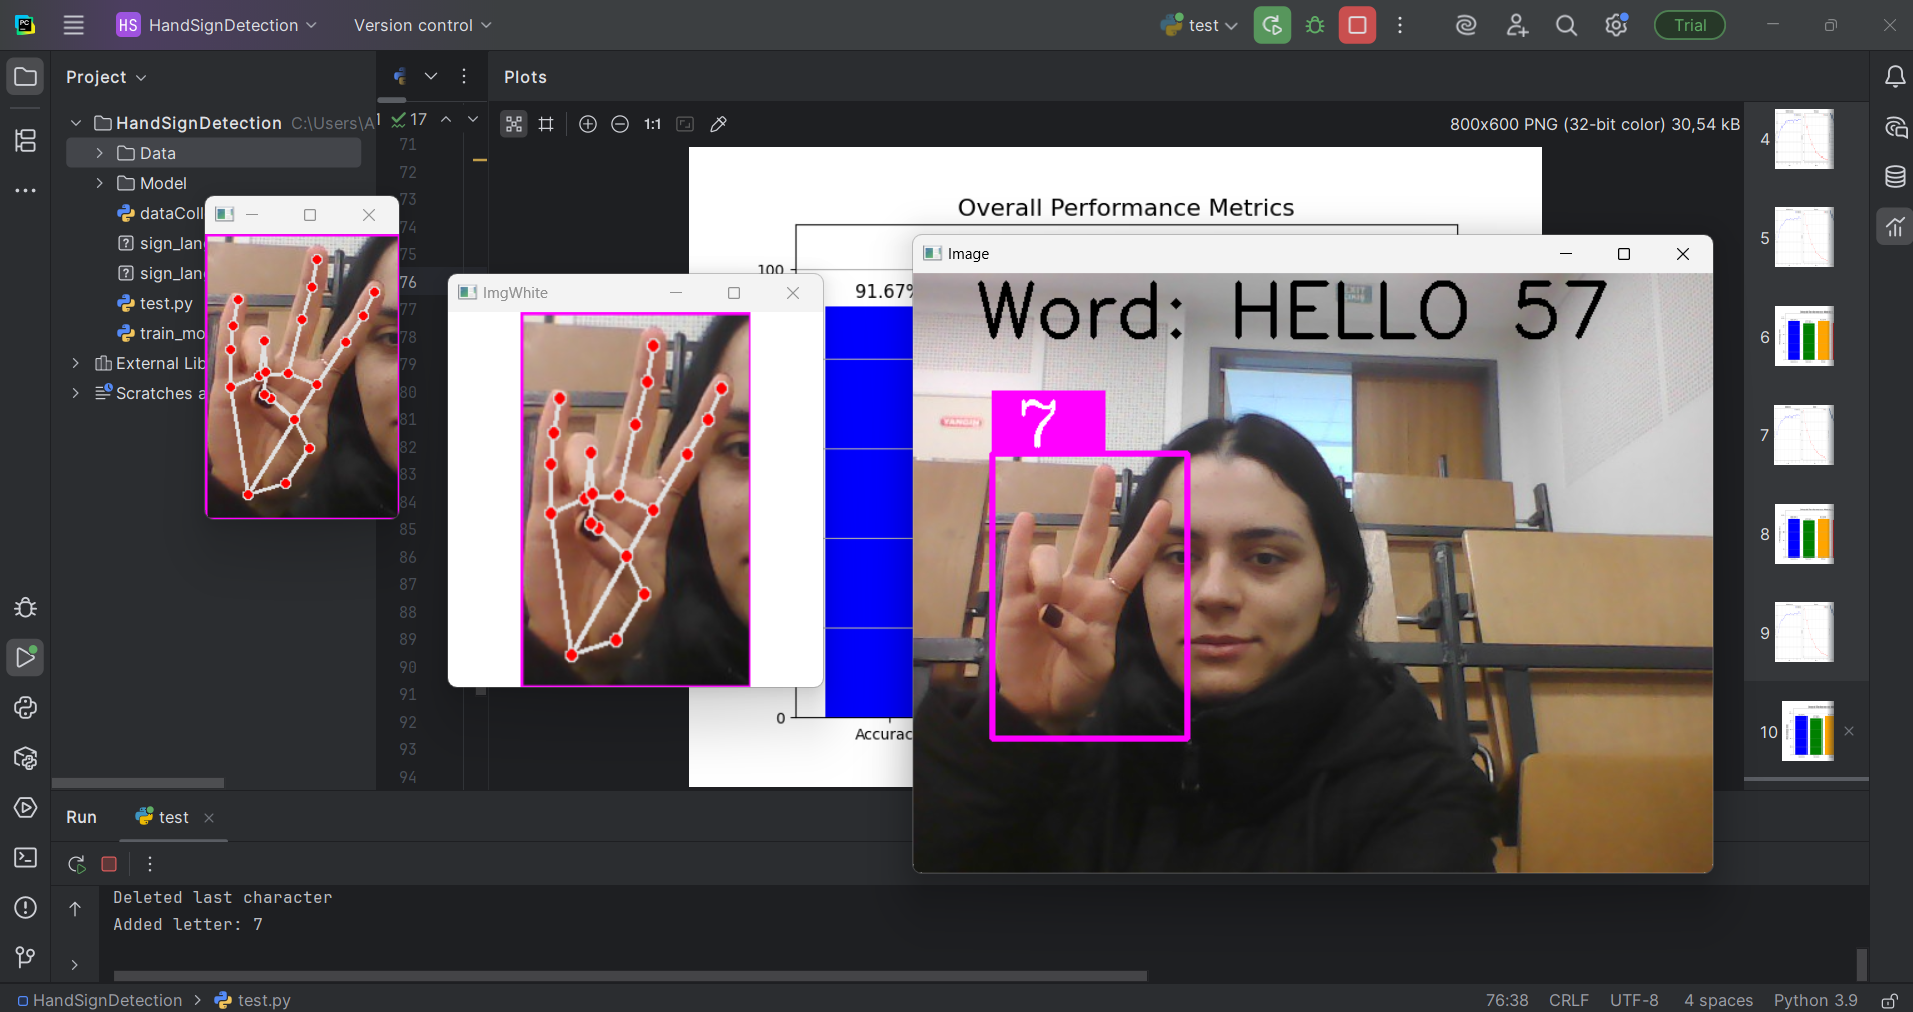 HS HandSignDetection Version control test Trial
Project Plots
HandSignDetection C:\Users\A
17
800x600 PNG (32-bit color) 30,54 kB
1:1
Data
Model
dataColl
sign_lan
sign_lan
test.py
train_mo
External Lib
Scratches a
71
72
73
74
75
76
77
78
79
80
81
82
83
84
85
86
87
88
89
90
91
92
93
94
Overall Performance Metrics
100
91.67%
0
Accurac
ImgWhite
Image
Word: HELLO 57
YANGIN
7
4
5
6
7
8
9
10
Run test
Deleted last character
Added letter: 7
HandSignDetection > test.py
76:38 CRLF UTF-8 4 spaces Python 3.9